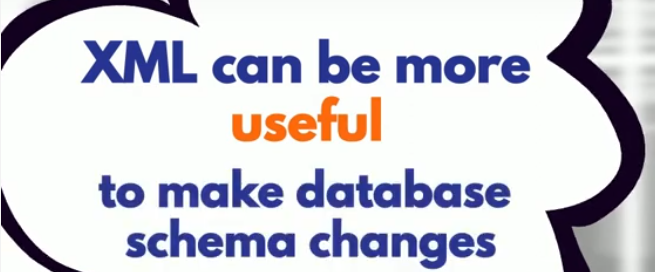 XML can be more
useful
to make database
schema changes